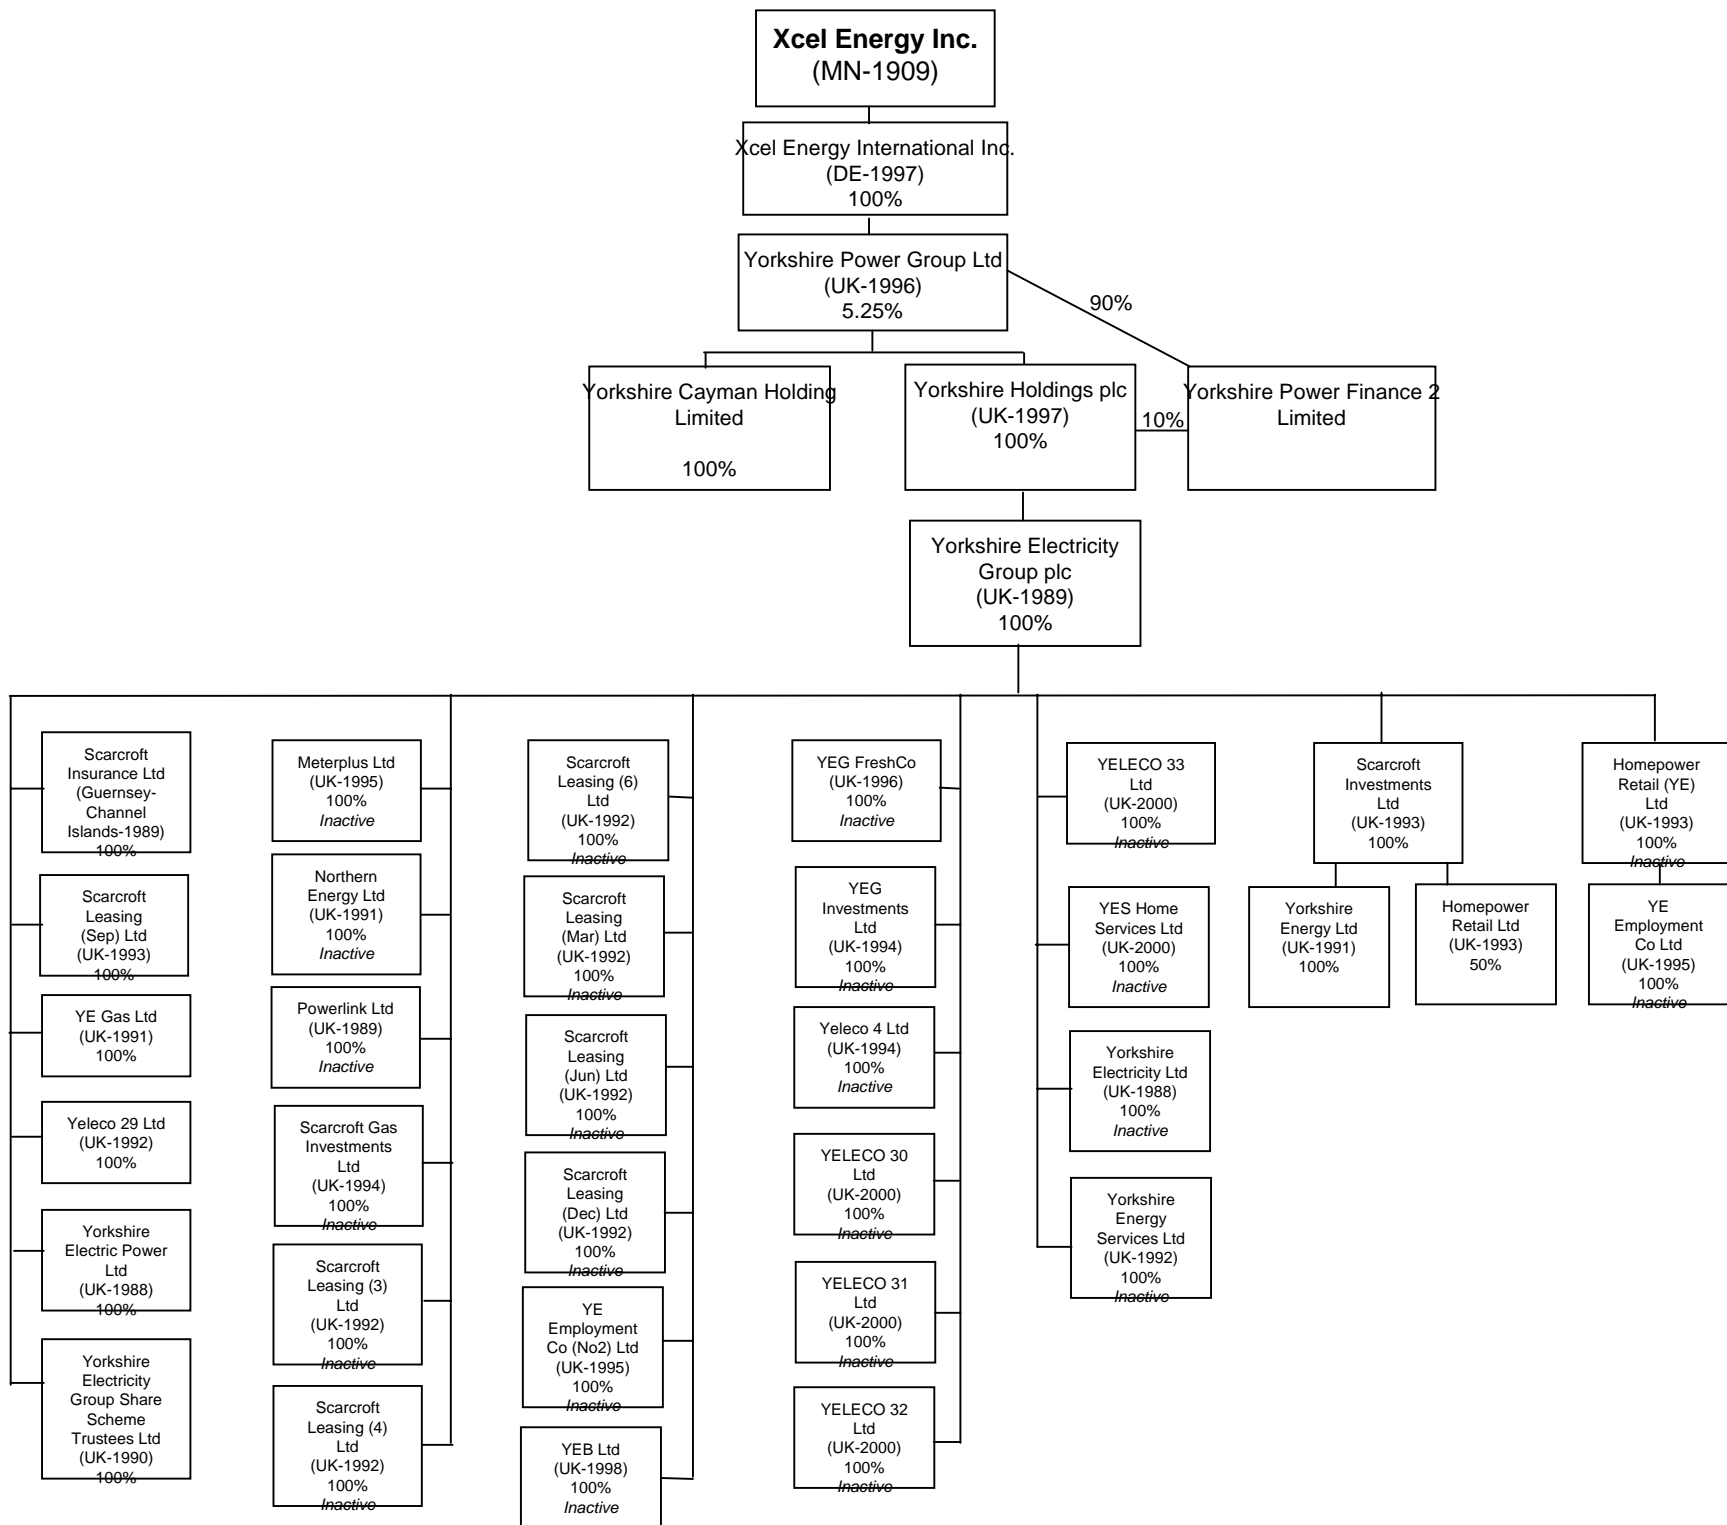 Xcel Energy Inc.
(MN-1909)
Xcel Energy International Inc.
(DE-1997)
100%
Yorkshire Power Group Ltd
(UK-1996)
5.25%
90%
Yorkshire Cayman Holding
Limited
100%
Yorkshire Holdings plc
(UK-1997)
100%
10%
Yorkshire Power Finance 2
Limited
Yorkshire Electricity
Group plc
(UK-1989)
100%
Scarcroft
Insurance Ltd
(Guernsey-
Channel
Islands-1989)
100%
Scarcroft
Leasing
(Sep) Ltd
(UK-1993)
100%
YE Gas Ltd
(UK-1991)
100%
Yeleco 29 Ltd
(UK-1992)
100%
Yorkshire
Electric Power
Ltd
(UK-1988)
100%
Yorkshire
Electricity
Group Share
Scheme
Trustees Ltd
(UK-1990)
100%
Meterplus Ltd
(UK-1995)
100%
Inactive
Northern
Energy Ltd
(UK-1991)
100%
Inactive
Powerlink Ltd
(UK-1989)
100%
Inactive
Scarcroft Gas
Investments
Ltd
(UK-1994)
100%
Inactive
Scarcroft
Leasing (3)
Ltd
(UK-1992)
100%
Inactive
Scarcroft
Leasing (4)
Ltd
(UK-1992)
100%
Inactive
Scarcroft
Leasing (6)
Ltd
(UK-1992)
100%
Inactive
Scarcroft
Leasing
(Mar) Ltd
(UK-1992)
100%
Inactive
Scarcroft
Leasing
(Jun) Ltd
(UK-1992)
100%
Inactive
Scarcroft
Leasing
(Dec) Ltd
(UK-1992)
100%
Inactive
YE
Employment
Co (No2) Ltd
(UK-1995)
100%
Inactive
YEB Ltd
(UK-1998)
100%
Inactive
YEG FreshCo
(UK-1996)
100%
Inactive
YEG
Investments
Ltd
(UK-1994)
100%
Inactive
Yeleco 4 Ltd
(UK-1994)
100%
Inactive
YELECO 30
Ltd
(UK-2000)
100%
Inactive
YELECO 31
Ltd
(UK-2000)
100%
Inactive
YELECO 32
Ltd
(UK-2000)
100%
Inactive
YELECO 33
Ltd
(UK-2000)
100%
Inactive
YES Home
Services Ltd
(UK-2000)
100%
Inactive
Yorkshire
Electricity Ltd
(UK-1988)
100%
Inactive
Yorkshire
Energy
Services Ltd
(UK-1992)
100%
Inactive
Scarcroft
Investments
Ltd
(UK-1993)
100%
Yorkshire
Energy Ltd
(UK-1991)
100%
Homepower
Retail Ltd
(UK-1993)
50%
Homepower
Retail (YE)
Ltd
(UK-1993)
100%
Inactive
YE
Employment
Co Ltd
(UK-1995)
100%
Inactive